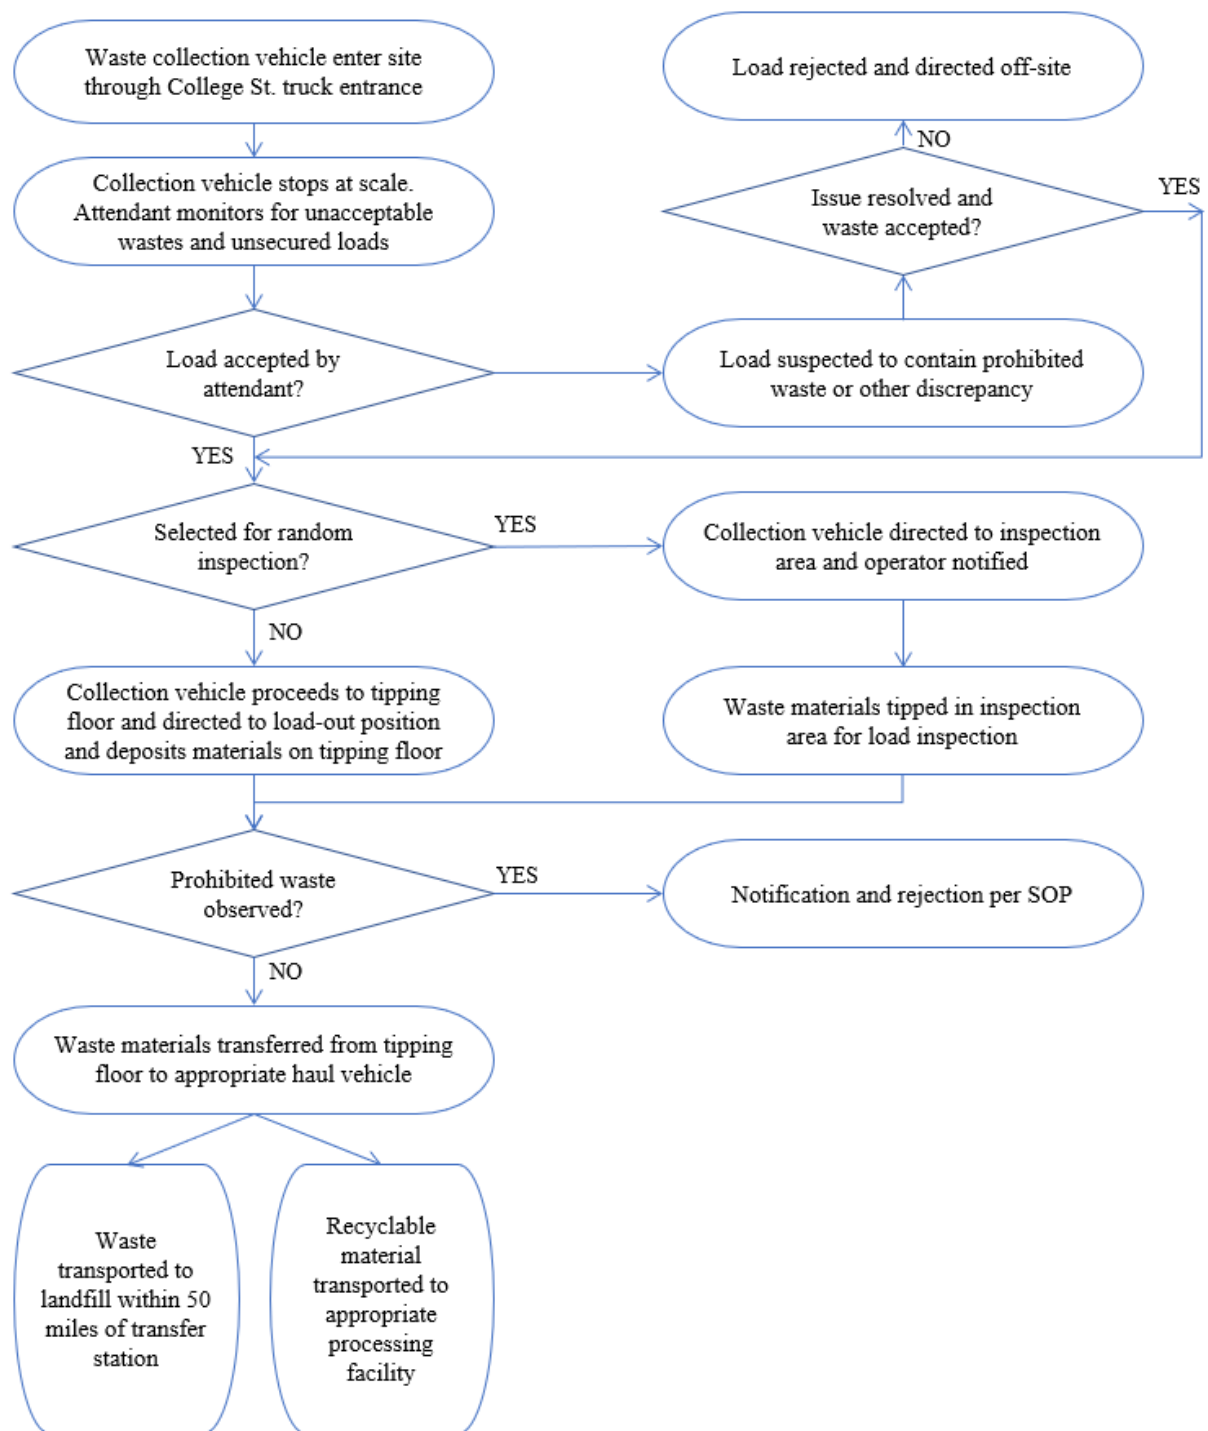 Waste collection vehicle enter site
through College St. truck entrance
Load rejected and directed off-site
NO
Collection vehicle stops at scale.
Attendant monitors for unacceptable
wastes and unsecured loads
Issue resolved and
waste accepted?
YES
Load accepted by
attendant?
Load suspected to contain prohibited
waste or other discrepancy
YES
Selected for random
inspection?
YES
Collection vehicle directed to inspection
area and operator notified
NO
Collection vehicle proceeds to tipping
floor and directed to load-out position
and deposits materials on tipping floor
Waste materials tipped in inspection
area for load inspection
Prohibited waste
observed?
YES
Notification and rejection per SOP
NO
Waste materials transferred from tipping
floor to appropriate haul vehicle
Waste
transported to
landfill within 50
miles of transfer
station
Recyclable
material
transported to
appropriate
processing
facility